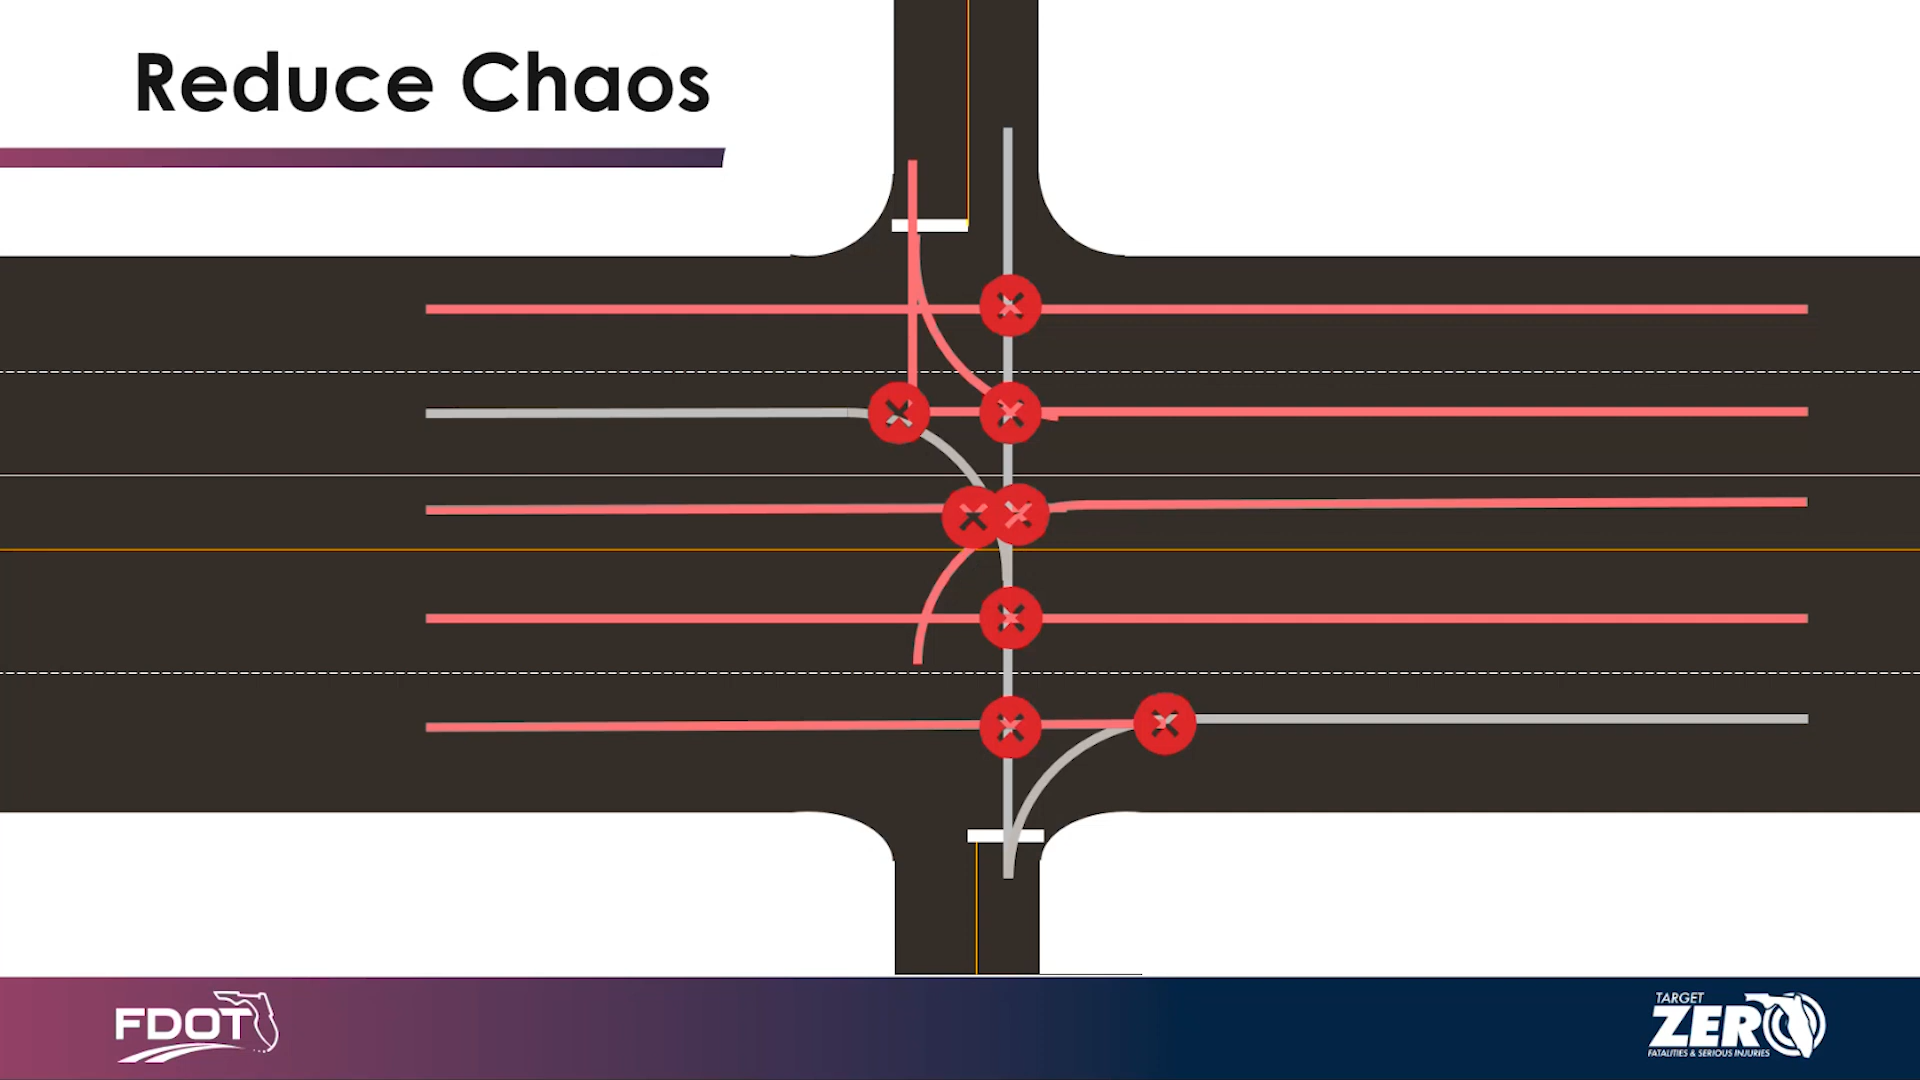 Reduce Chaos
FDOT
TARGET
ZERO
FATALITIES & SERIOUS INJURIES